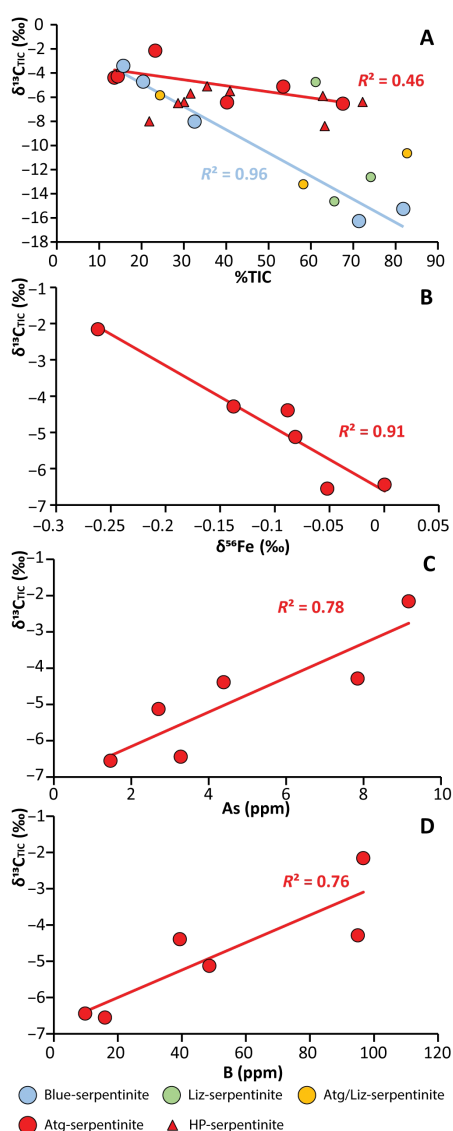 A
δ¹³C_TIC (‰)
0
−2
−4
−6
−8
−10
−12
−14
−16
−18
R² = 0.46
R² = 0.96
0 10 20 30 40 50 60 70 80 90
%TIC
B
δ¹³C_TIC (‰)
−1
−2
−3
−4
−5
−6
−7
R² = 0.91
−0.3 −0.25 −0.2 −0.15 −0.1 −0.05 0 0.05
δ⁵⁶Fe (‰)
C
δ¹³C_TIC (‰)
−1
−2
−3
−4
−5
−6
−7
R² = 0.78
0 2 4 6 8 10
As (ppm)
D
δ¹³C_TIC (‰)
−1
−2
−3
−4
−5
−6
−7
R² = 0.76
0 20 40 60 80 100 120
B (ppm)
Blue-serpentinite Liz-serpentinite Atg/Liz-serpentinite
Atg-serpentinite HP-serpentinite